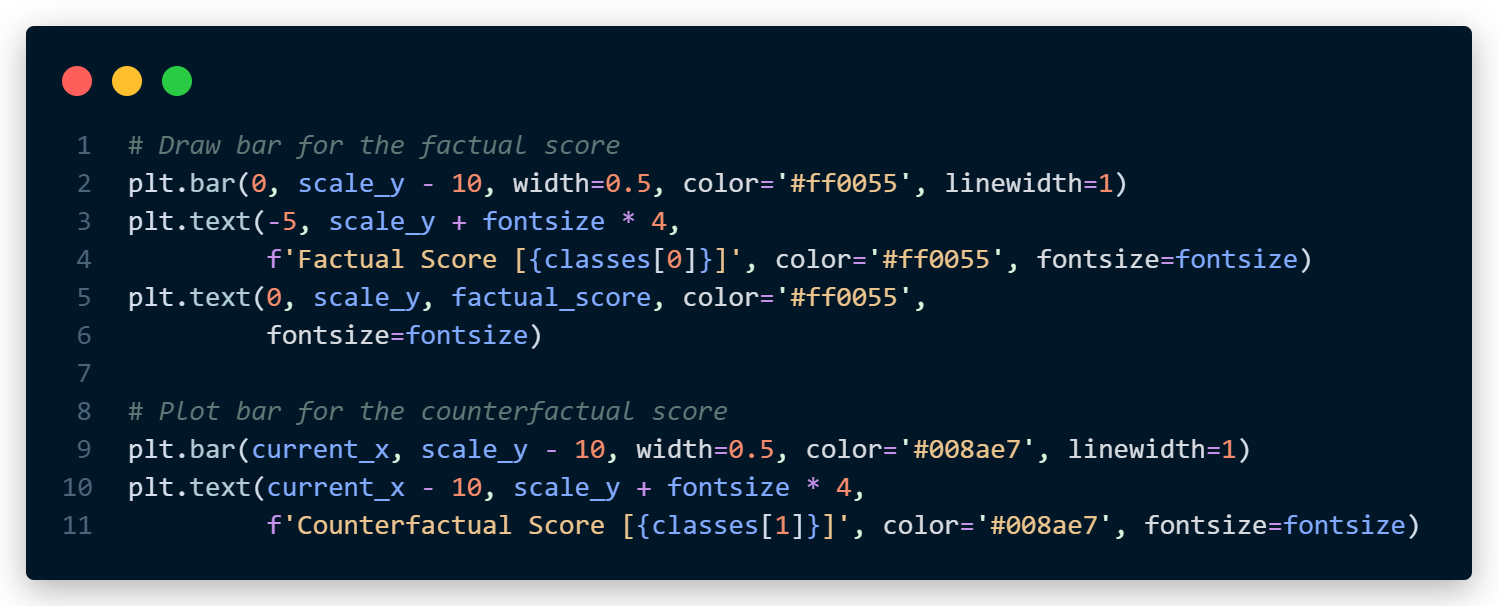 1 # Draw bar for the factual score
2 plt.bar(0, scale_y - 10, width=0.5, color='#ff0055', linewidth=1)
3 plt.text(-5, scale_y + fontsize * 4,
4 f'Factual Score [{classes[0]}]', color='#ff0055', fontsize=fontsize)
5 plt.text(0, scale_y, factual_score, color='#ff0055',
6 fontsize=fontsize)
7
8 # Plot bar for the counterfactual score
9 plt.bar(current_x, scale_y - 10, width=0.5, color='#008ae7', linewidth=1)
10 plt.text(current_x - 10, scale_y + fontsize * 4,
11 f'Counterfactual Score [{classes[1]}]', color='#008ae7', fontsize=fontsize)